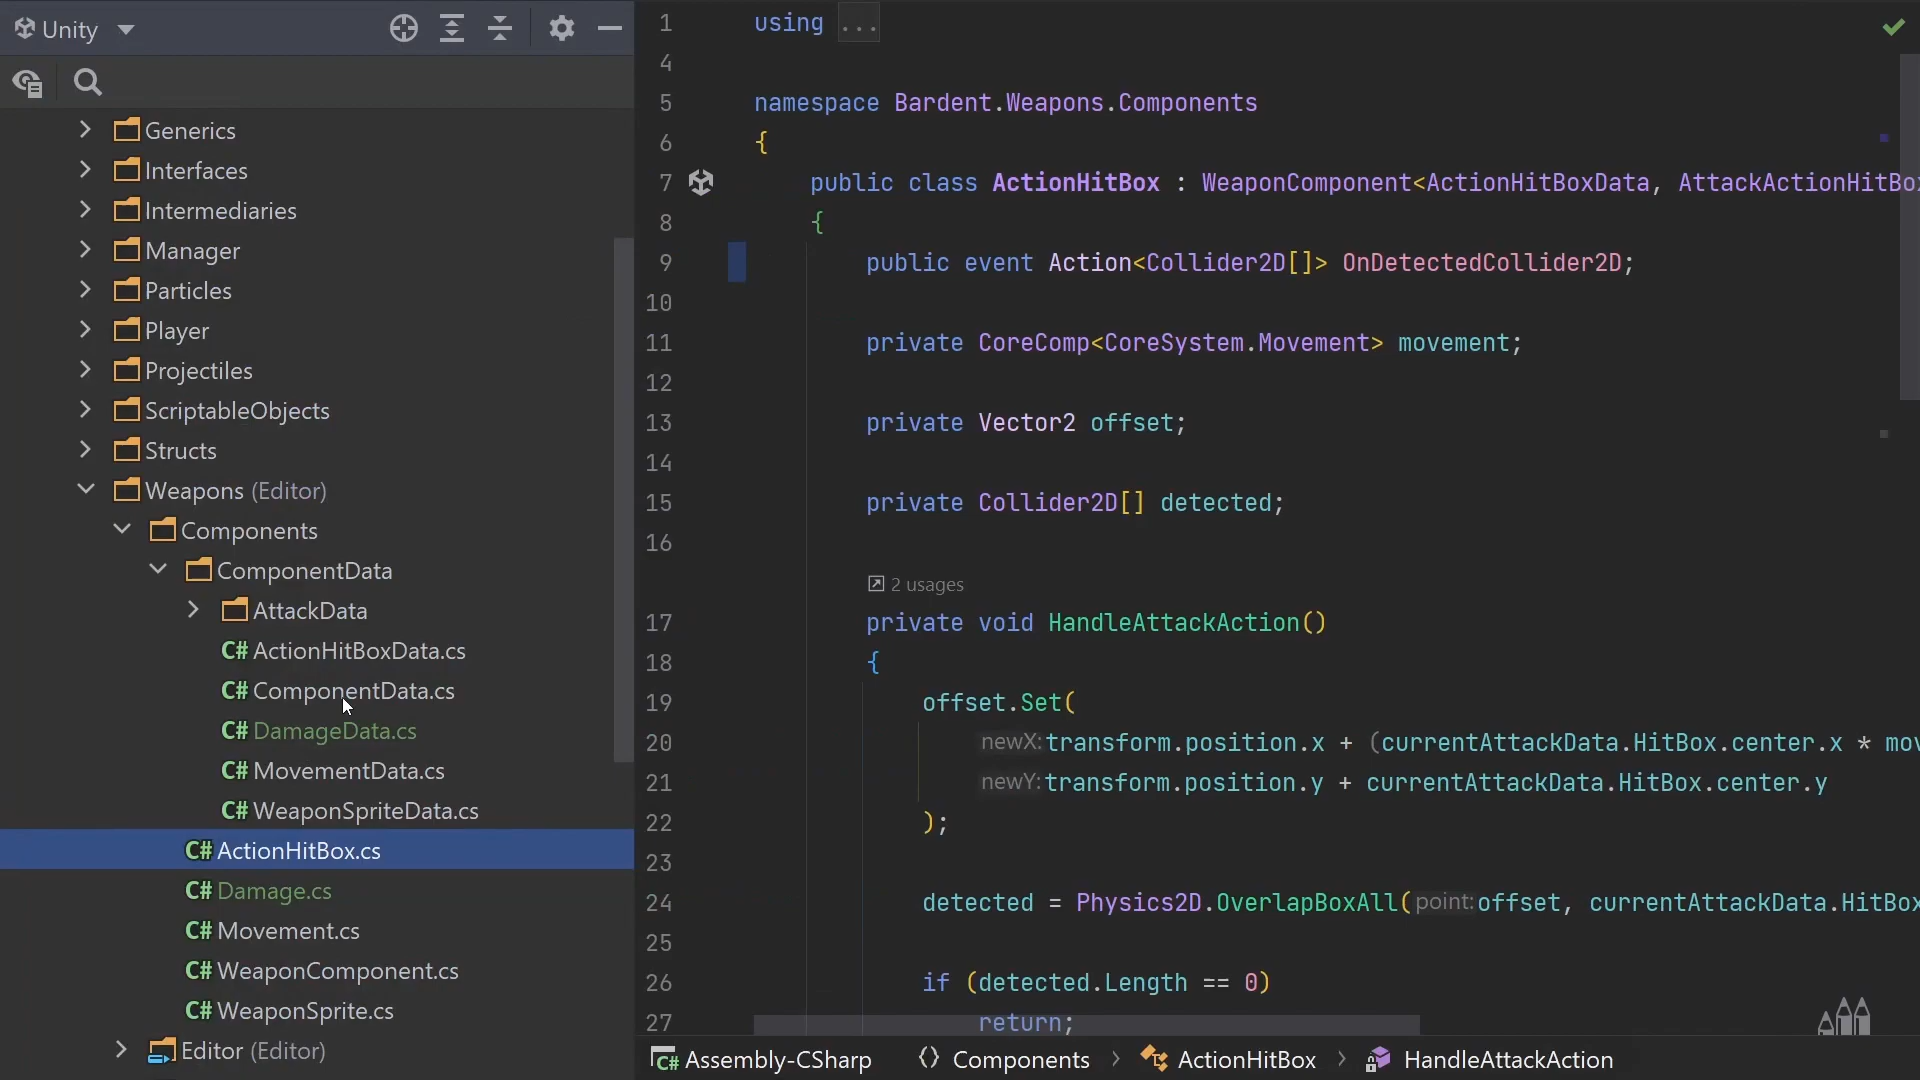 Unity
Generics
Interfaces
Intermediaries
Manager
Particles
Player
Projectiles
ScriptableObjects
Structs
Weapons (Editor)
Components
ComponentData
AttackData
C# ActionHitBoxData.cs
C# ComponentData.cs
C# DamageData.cs
C# MovementData.cs
C# WeaponSpriteData.cs
C# ActionHitBox.cs
C# Damage.cs
C# Movement.cs
C# WeaponComponent.cs
C# WeaponSprite.cs
Editor (Editor)
1 using ...
4
5 namespace Bardent.Weapons.Components
6 {
7 public class ActionHitBox : WeaponComponent<ActionHitBoxData, AttackActionHitBo
8 {
9 public event Action<Collider2D[]> OnDetectedCollider2D;
10
11 private CoreComp<CoreSystem.Movement> movement;
12
13 private Vector2 offset;
14
15 private Collider2D[] detected;
16
2 usages
17 private void HandleAttackAction()
18 {
19 offset.Set(
20 newX: transform.position.x + (currentAttackData.HitBox.center.x * mov
21 newY: transform.position.y + currentAttackData.HitBox.center.y
22 );
23
24 detected = Physics2D.OverlapBoxAll(point: offset, currentAttackData.HitBox
25
26 if (detected.Length == 0)
27 return;
C# Assembly-CSharp {} Components > ActionHitBox > HandleAttackAction